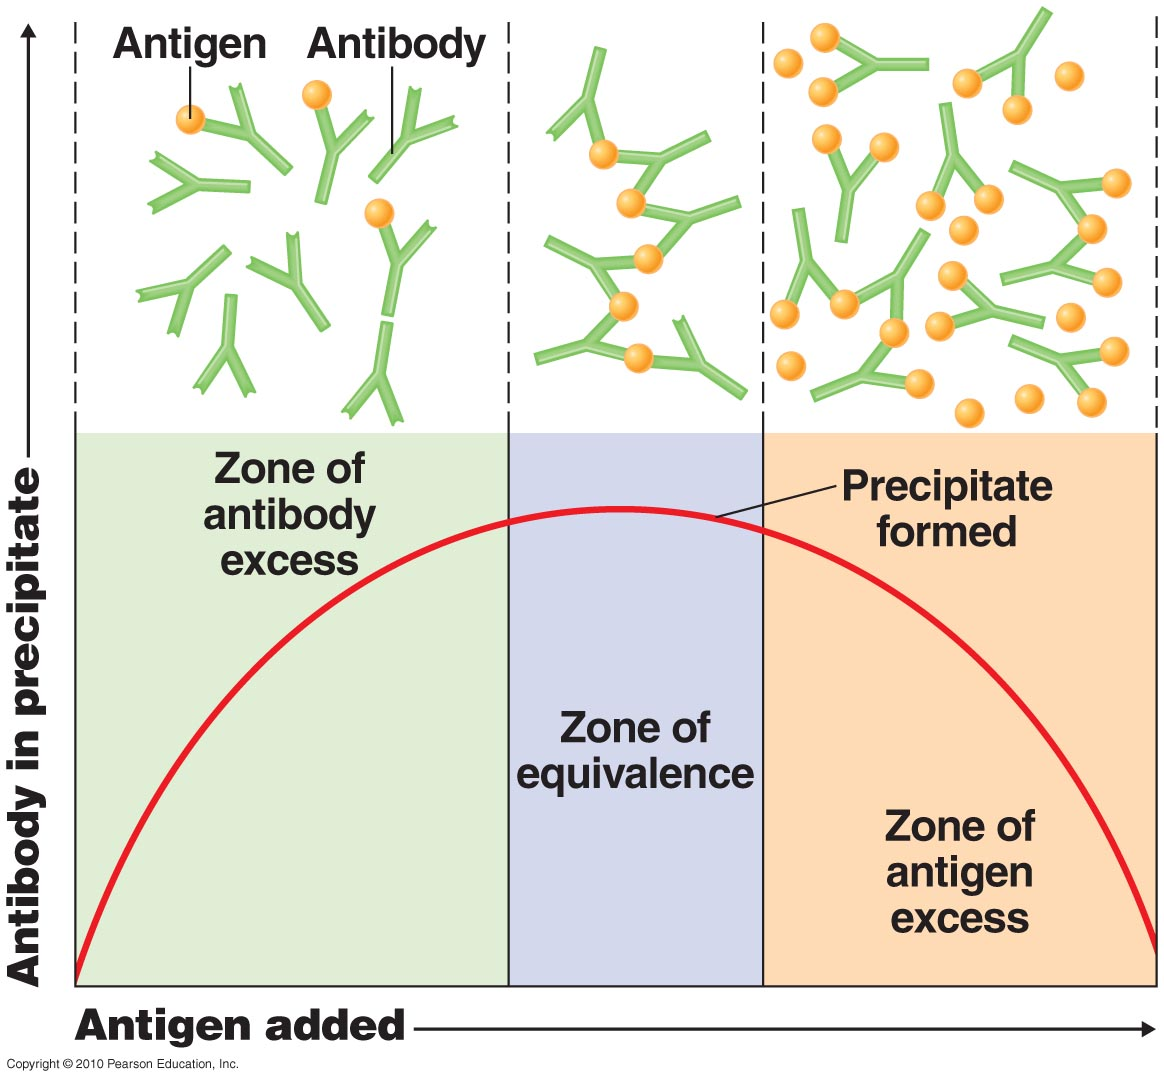 Antigen
Antibody
Zone of
antibody
excess
Precipitate
formed
Zone of
equivalence
Zone of
antigen
excess
Antibody in precipitate
Antigen added
Copyright © 2010 Pearson Education, Inc.